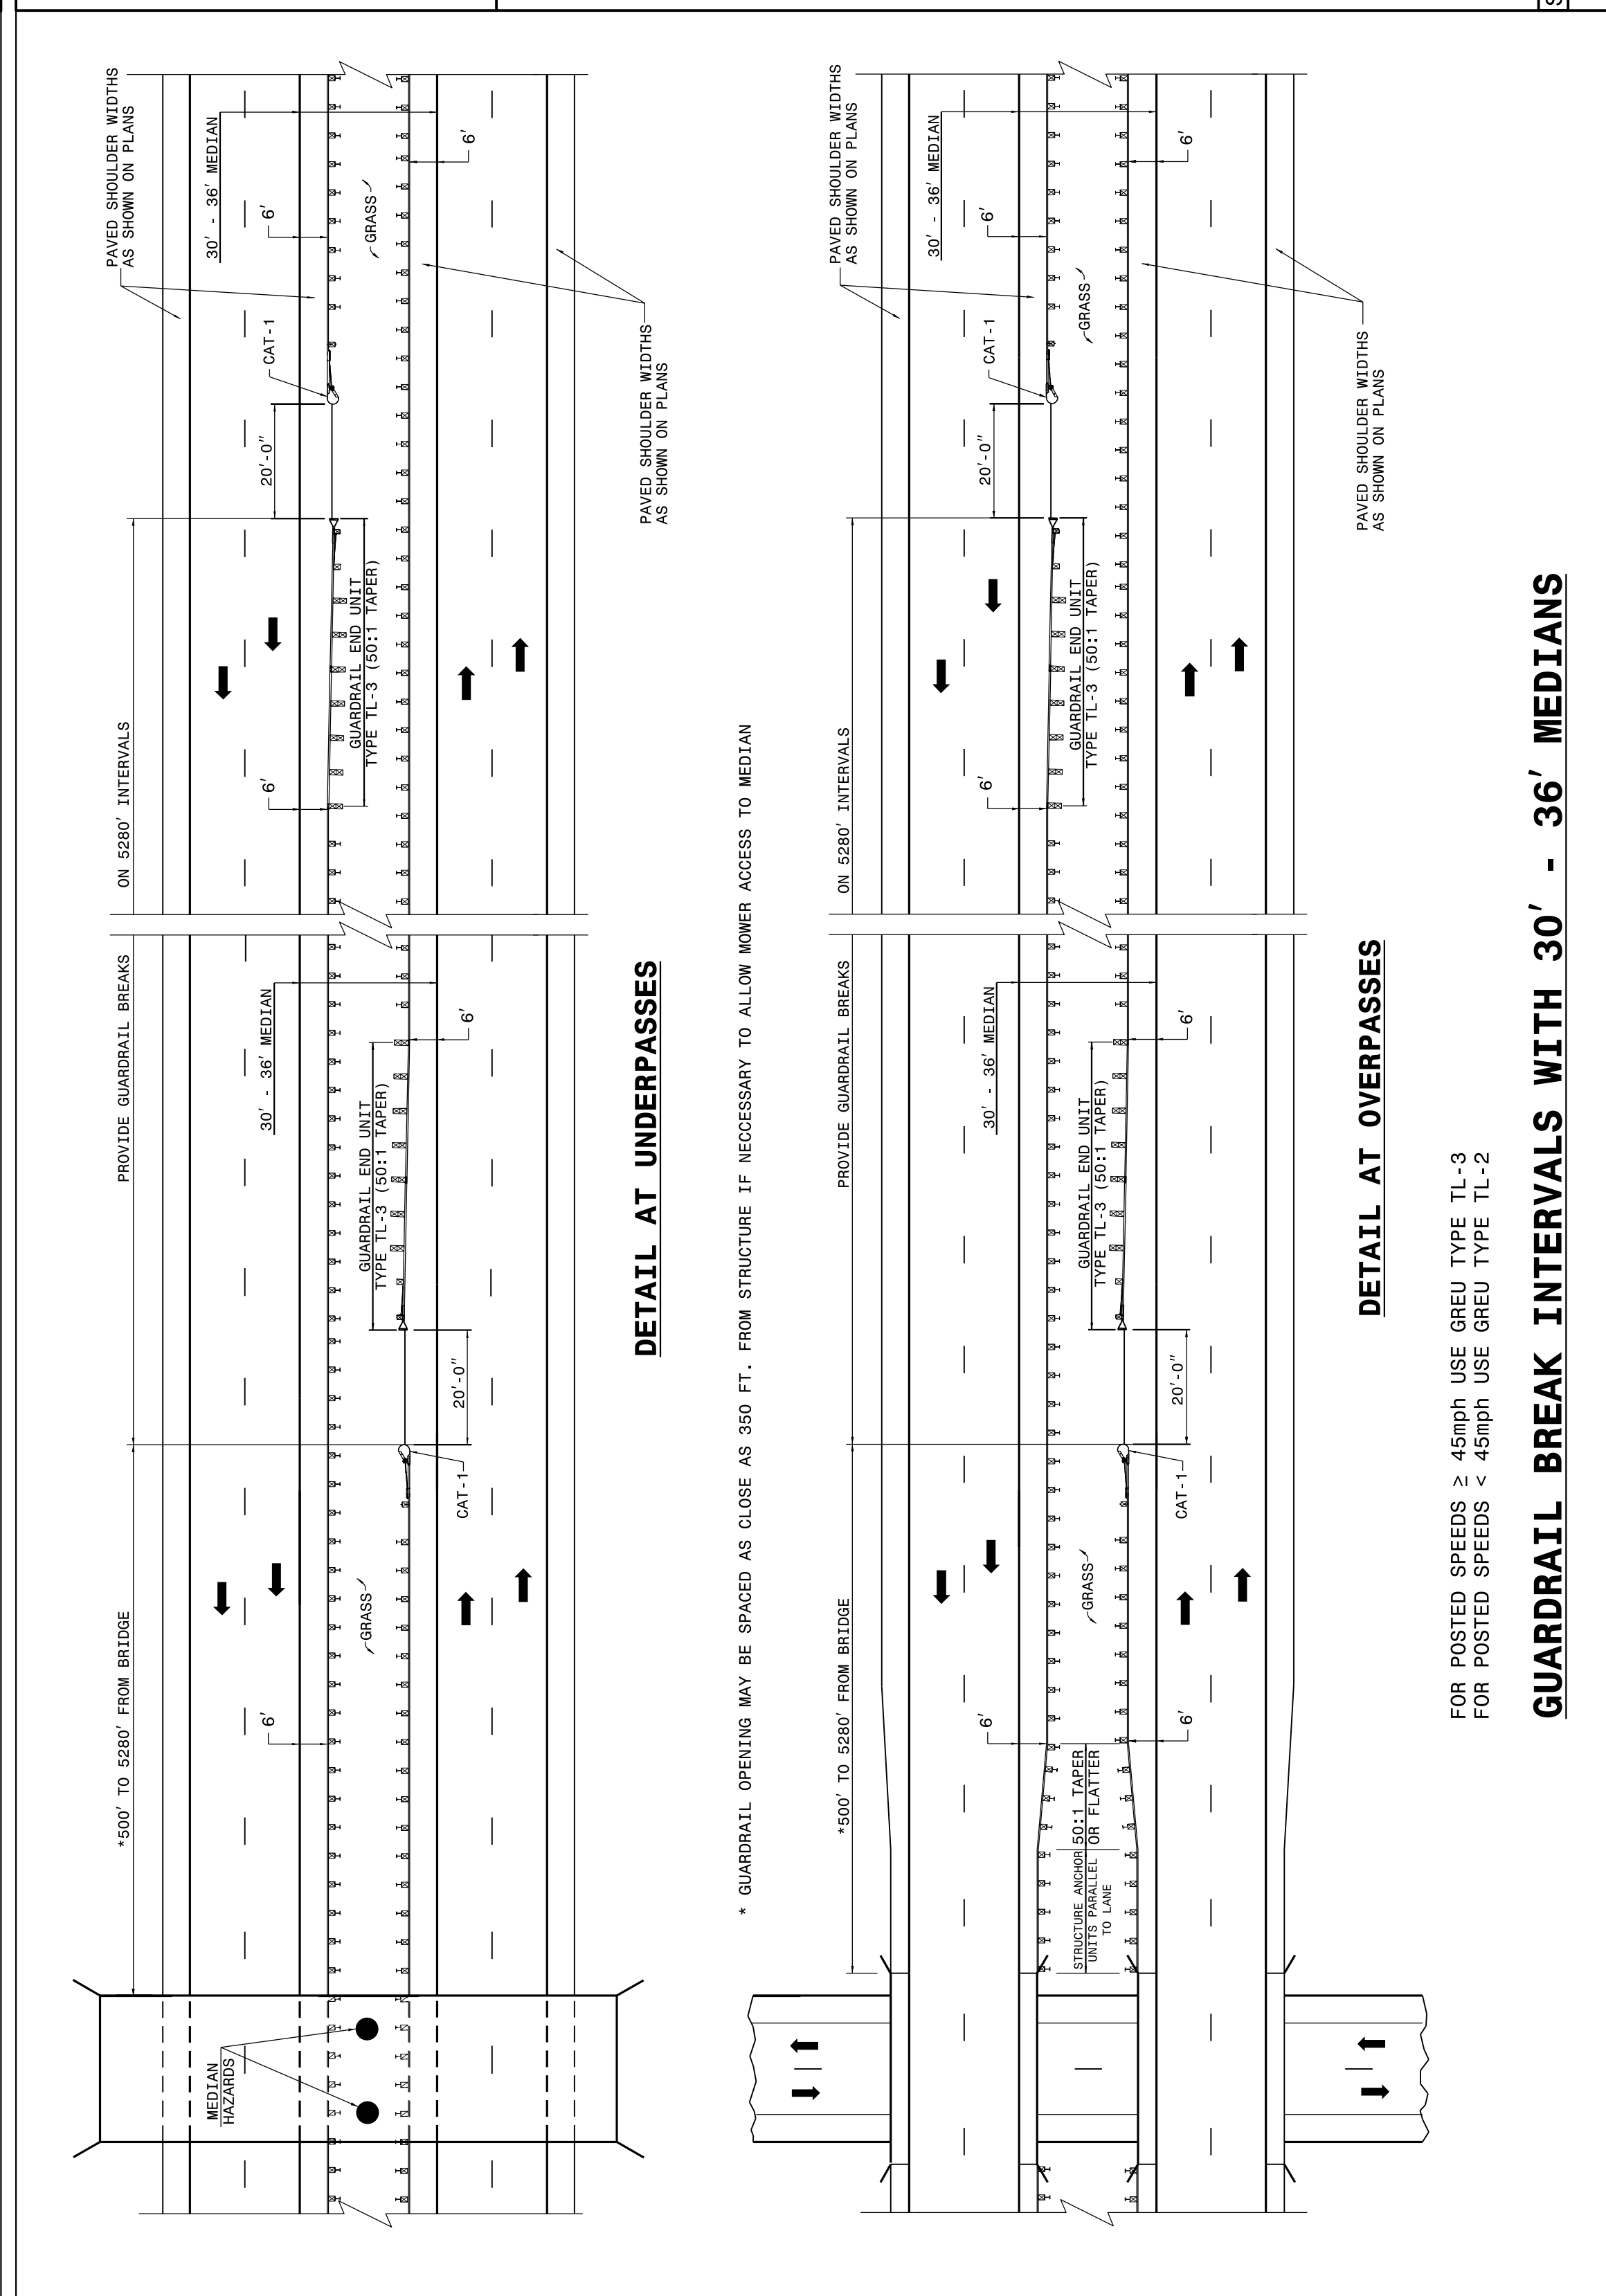 PAVED SHOULDER WIDTHS
AS SHOWN ON PLANS
30' - 36' MEDIAN
6'
6'
GRASS
CAT-1
20'-0"
PAVED SHOULDER WIDTHS
AS SHOWN ON PLANS
ON 5280' INTERVALS
GUARDRAIL END UNIT
TYPE TL-3 (50:1 TAPER)
6'
PROVIDE GUARDRAIL BREAKS
30' - 36' MEDIAN
6'
GUARDRAIL END UNIT
TYPE TL-3 (50:1 TAPER)
20'-0"
CAT-1
*500' TO 5280' FROM BRIDGE
GRASS
6'
MEDIAN
HAZARDS
DETAIL AT UNDERPASSES
* GUARDRAIL OPENING MAY BE SPACED AS CLOSE AS 350 FT. FROM STRUCTURE IF NECCESSARY TO ALLOW MOWER ACCESS TO MEDIAN
PAVED SHOULDER WIDTHS
AS SHOWN ON PLANS
30' - 36' MEDIAN
6'
6'
GRASS
CAT-1
20'-0"
PAVED SHOULDER WIDTHS
AS SHOWN ON PLANS
ON 5280' INTERVALS
GUARDRAIL END UNIT
TYPE TL-3 (50:1 TAPER)
6'
PROVIDE GUARDRAIL BREAKS
30' - 36' MEDIAN
6'
GUARDRAIL END UNIT
TYPE TL-3 (50:1 TAPER)
20'-0"
CAT-1
*500' TO 5280' FROM BRIDGE
GRASS
6'
6'
50:1 TAPER
OR FLATTER
STRUCTURE ANCHOR
UNITS PARALLEL
TO LANE
DETAIL AT OVERPASSES
FOR POSTED SPEEDS ≥ 45mph USE GREU TYPE TL-3
FOR POSTED SPEEDS < 45mph USE GREU TYPE TL-2
GUARDRAIL BREAK INTERVALS WITH 30' - 36' MEDIANS